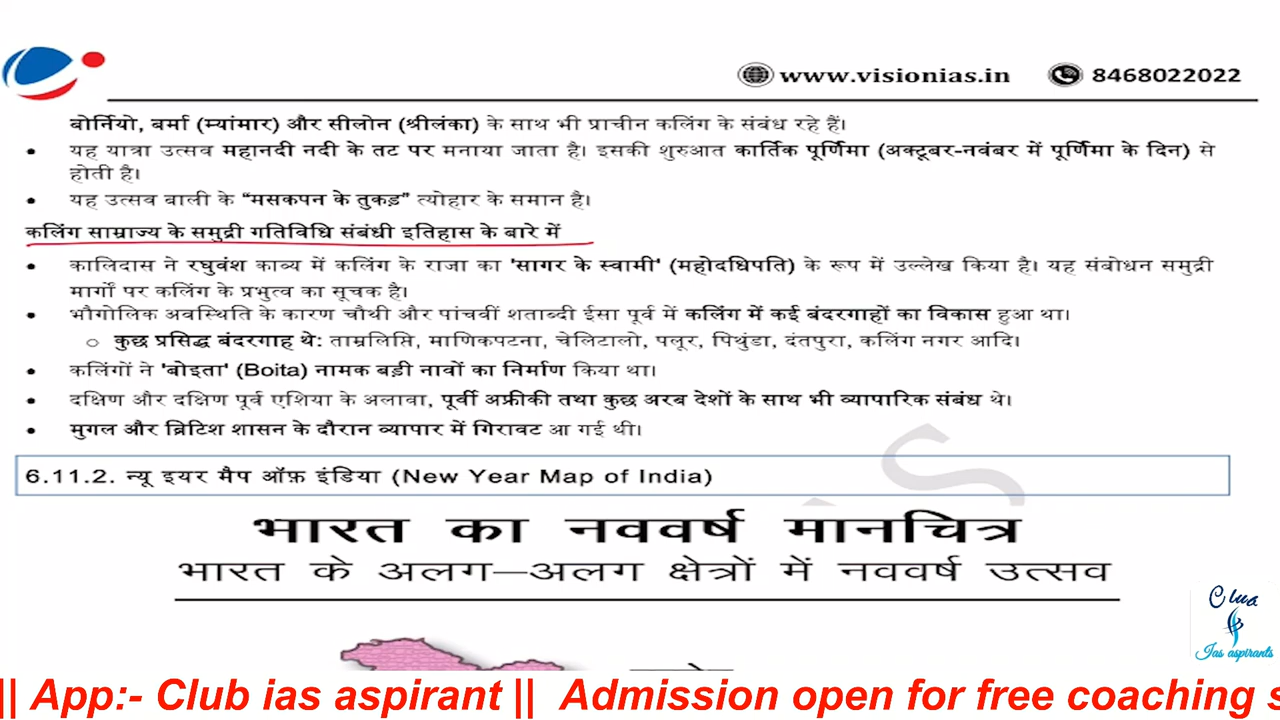 www.visionias.in
8468022022
बोर्नियो, बर्मा (म्यांमार) और सीलोन (श्रीलंका) के साथ भी प्राचीन कलिंग के संबंध रहे हैं।
• यह यात्रा उत्सव महानदी नदी के तट पर मनाया जाता है। इसकी शुरुआत कार्तिक पूर्णिमा (अक्टूबर-नवंबर में पूर्णिमा के दिन) से
होती है।
• यह उत्सव बाली के “मसकपन के तुकड़” त्योहार के समान है।
कलिंग साम्राज्य के समुद्री गतिविधि संबंधी इतिहास के बारे में
• कालिदास ने रघुवंश काव्य में कलिंग के राजा का 'सागर के स्वामी' (महोदधिपति) के रूप में उल्लेख किया है। यह संबोधन समुद्री
मार्गों पर कलिंग के प्रभुत्व का सूचक है।
• भौगोलिक अवस्थिति के कारण चौथी और पांचवीं शताब्दी ईसा पूर्व में कलिंग में कई बंदरगाहों का विकास हुआ था।
○ कुछ प्रसिद्ध बंदरगाह थे: ताम्रलिप्ति, माणिकपटना, चेलिटालो, पलूर, पिथुंडा, दंतपुरा, कलिंग नगर आदि।
• कलिंगों ने 'बोइता' (Boita) नामक बड़ी नावों का निर्माण किया था।
• दक्षिण और दक्षिण पूर्व एशिया के अलावा, पूर्वी अफ्रीकी तथा कुछ अरब देशों के साथ भी व्यापारिक संबंध थे।
• मुगल और ब्रिटिश शासन के दौरान व्यापार में गिरावट आ गई थी।
6.11.2. न्यू इयर मैप ऑफ़ इंडिया (New Year Map of India)
भारत का नववर्ष मानचित्र
भारत के अलग–अलग क्षेत्रों में नववर्ष उत्सव
Club
Ias aspirants
|| App:- Club ias aspirant || Admission open for free coaching s